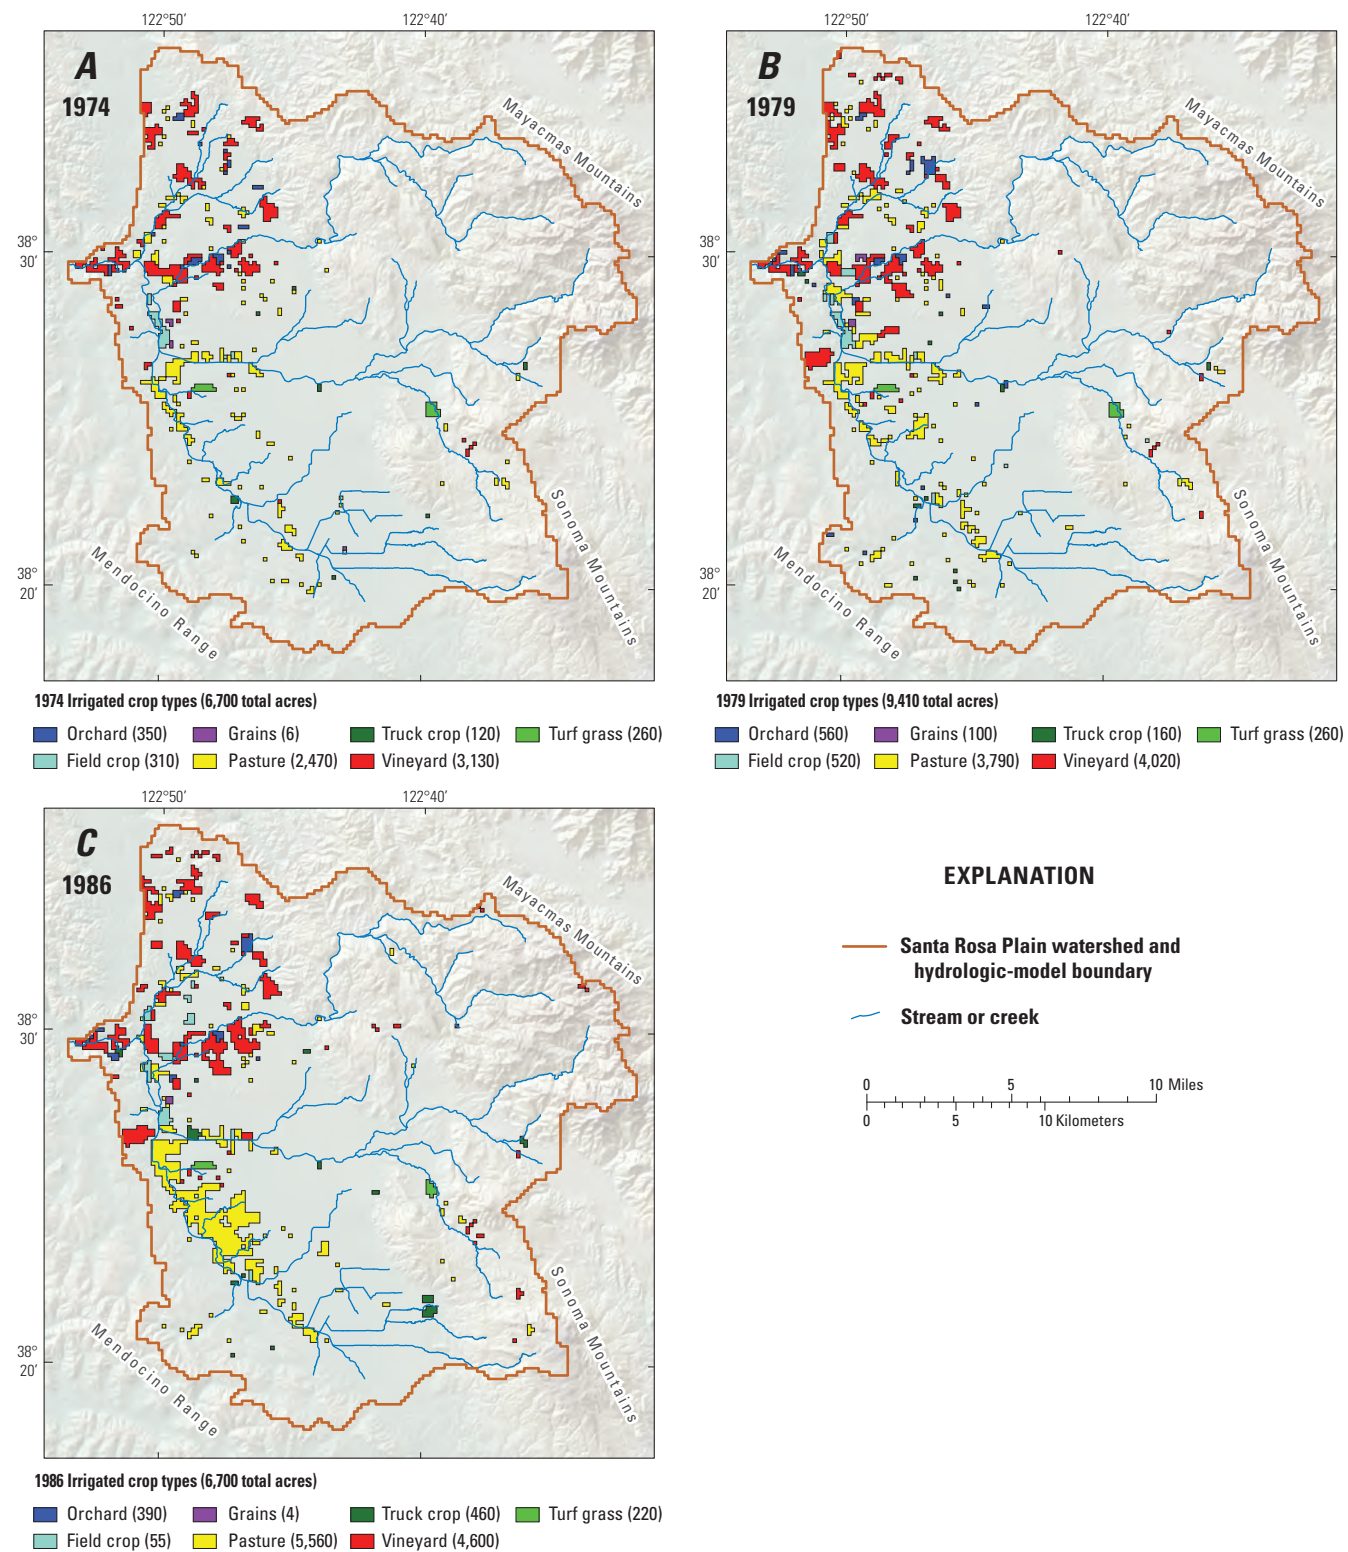 122°50′ 122°40′
A
1974
Mayacmas Mountains
38°
30′
Sonoma Mountains
38°
20′
Mendocino Range
1974 Irrigated crop types (6,700 total acres)
Orchard (350) Grains (6) Truck crop (120) Turf grass (260)
Field crop (310) Pasture (2,470) Vineyard (3,130)
122°50′ 122°40′
B
1979
Mayacmas Mountains
38°
30′
Sonoma Mountains
38°
20′
Mendocino Range
1979 Irrigated crop types (9,410 total acres)
Orchard (560) Grains (100) Truck crop (160) Turf grass (260)
Field crop (520) Pasture (3,790) Vineyard (4,020)
122°50′ 122°40′
C
1986
Mayacmas Mountains
38°
30′
Sonoma Mountains
38°
20′
Mendocino Range
1986 Irrigated crop types (6,700 total acres)
Orchard (390) Grains (4) Truck crop (460) Turf grass (220)
Field crop (55) Pasture (5,560) Vineyard (4,600)
EXPLANATION
Santa Rosa Plain watershed and
hydrologic-model boundary
Stream or creek
0 5 10 Miles
0 5 10 Kilometers